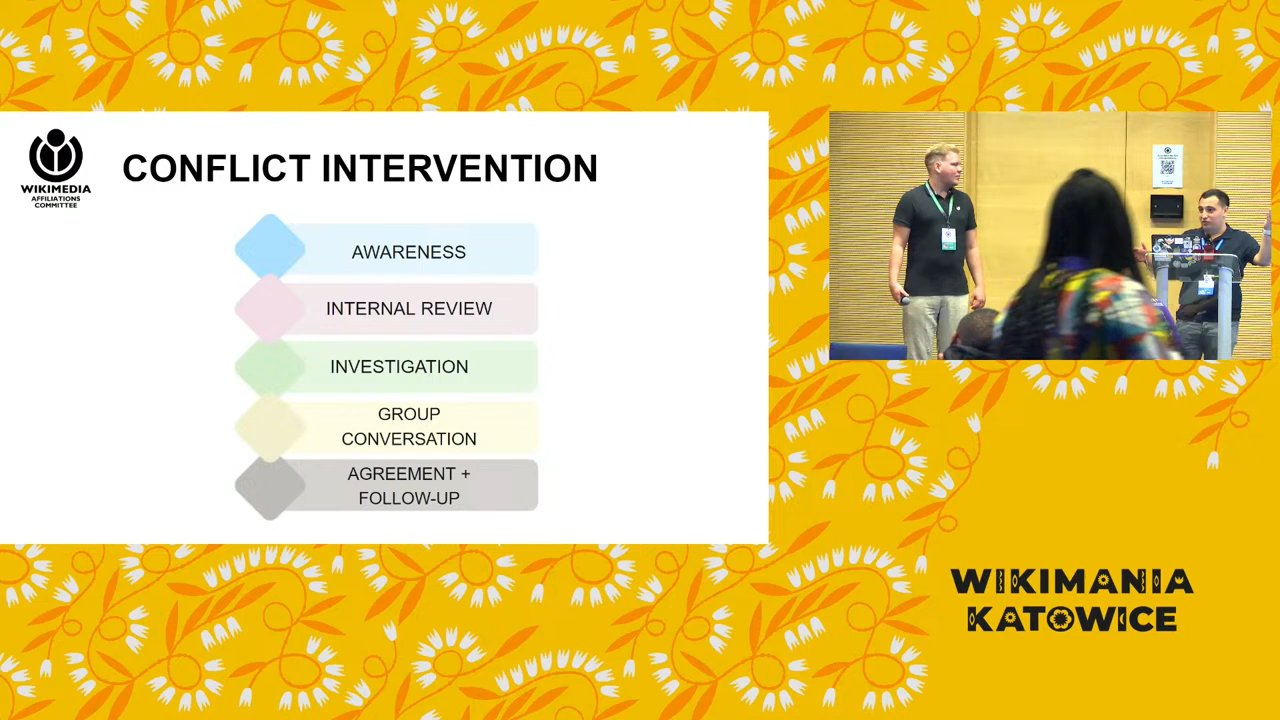 WIKIMEDIA
AFFILIATIONS
COMMITTEE
CONFLICT INTERVENTION
AWARENESS
INTERNAL REVIEW
INVESTIGATION
GROUP
CONVERSATION
AGREEMENT +
FOLLOW-UP
WIKIMANIA
KATOWICE